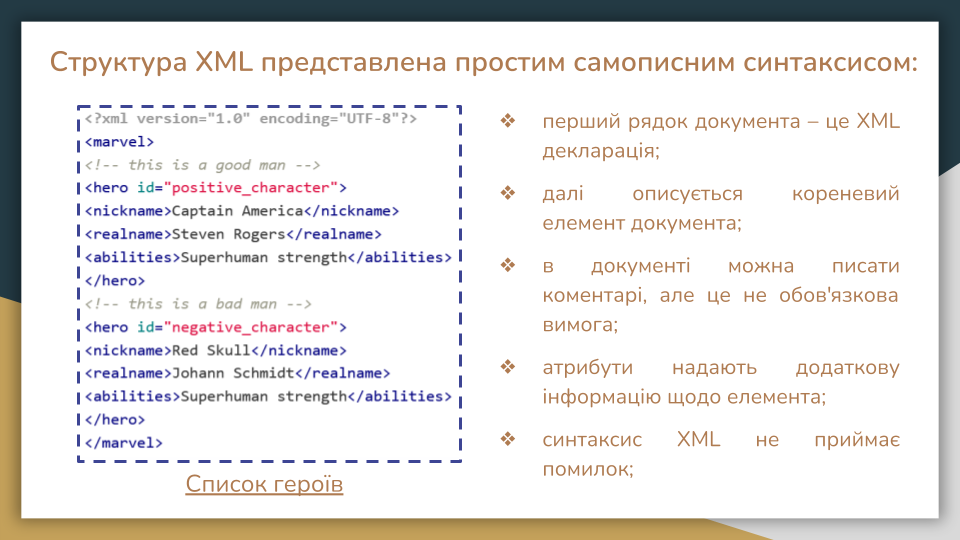 Структура XML представлена простим самописним синтаксисом:
<?xml version="1.0" encoding="UTF-8"?>
<marvel>
<!-- this is a good man -->
<hero id="positive_character">
<nickname>Captain America</nickname>
<realname>Steven Rogers</realname>
<abilities>Superhuman strength</abilities>
</hero>
<!-- this is a bad man -->
<hero id="negative_character">
<nickname>Red Skull</nickname>
<realname>Johann Schmidt</realname>
<abilities>Superhuman strength</abilities>
</hero>
</marvel>
Список героїв
❖ перший рядок документа – це XML
декларація;
❖ далі описується кореневий
елемент документа;
❖ в документі можна писати
коментарі, але це не обов'язкова
вимога;
❖ атрибути надають додаткову
інформацію щодо елемента;
❖ синтаксис XML не приймає
помилок;